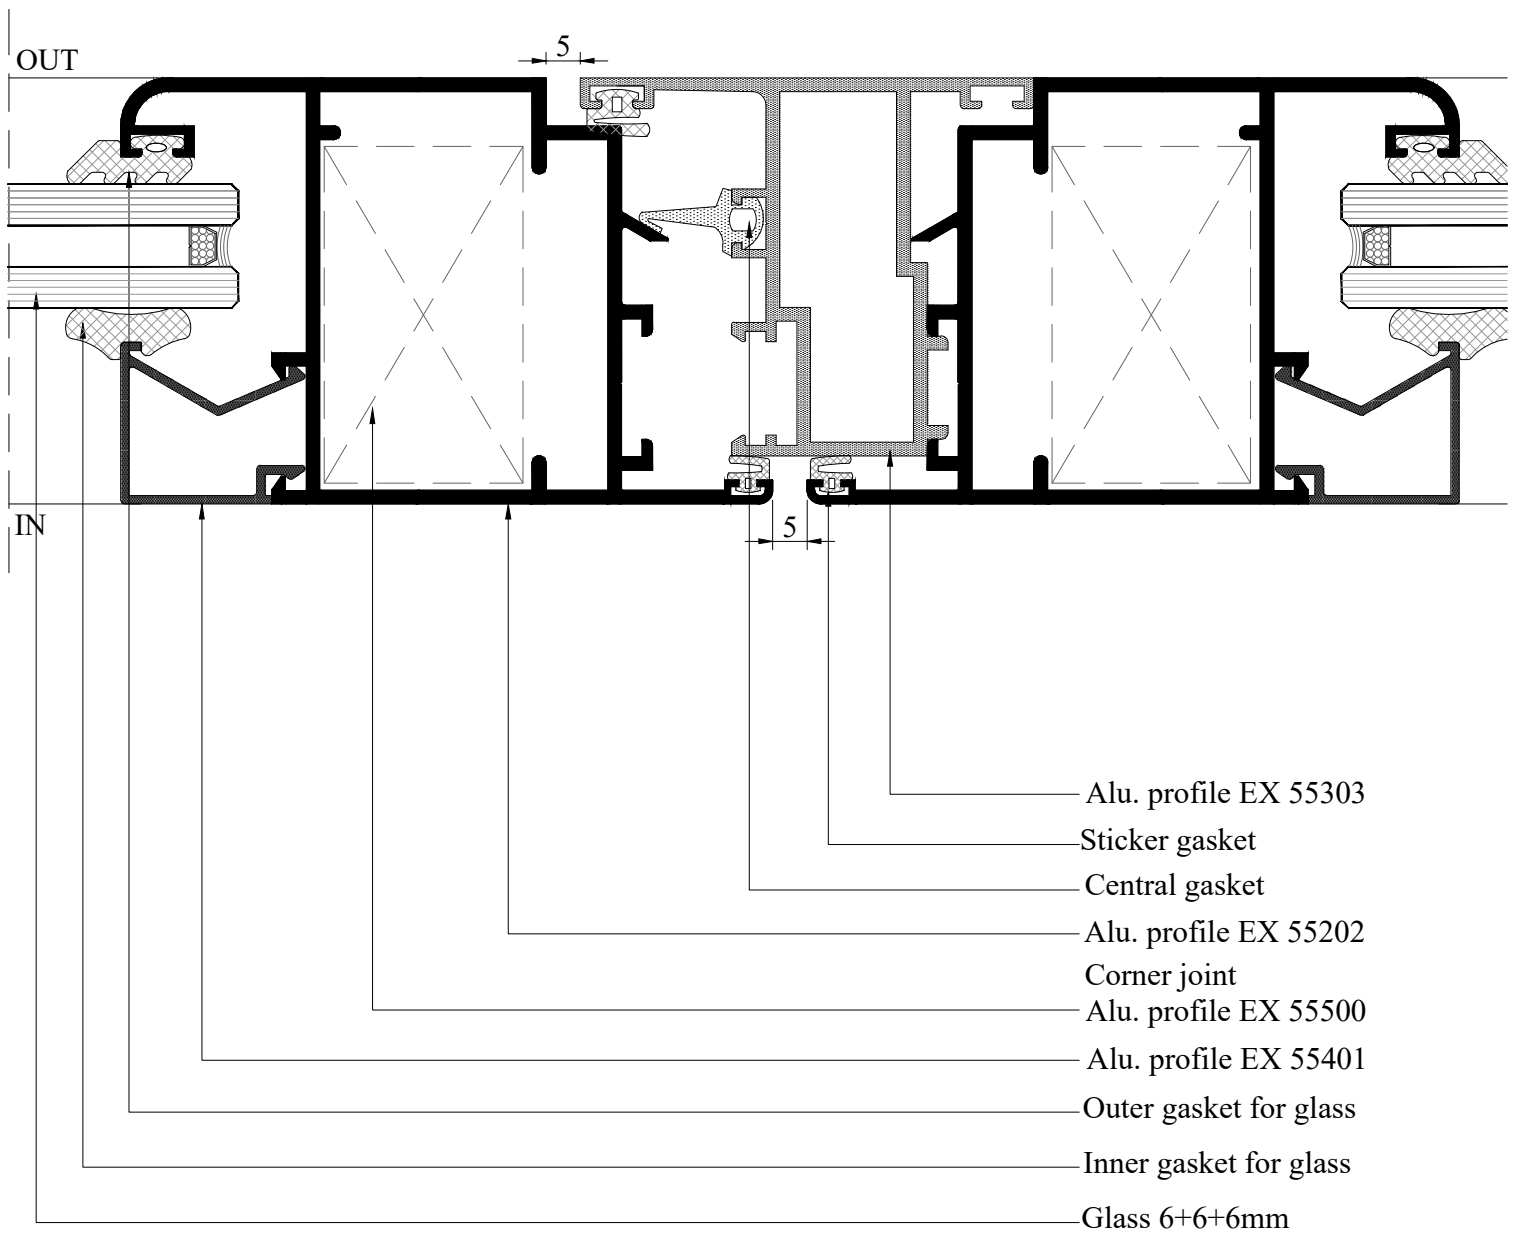 5
OUT
IN
5
Alu. profile EX 55303
Sticker gasket
Central gasket
Alu. profile EX 55202
Corner joint
Alu. profile EX 55500
Alu. profile EX 55401
Outer gasket for glass
Inner gasket for glass
Glass 6+6+6mm